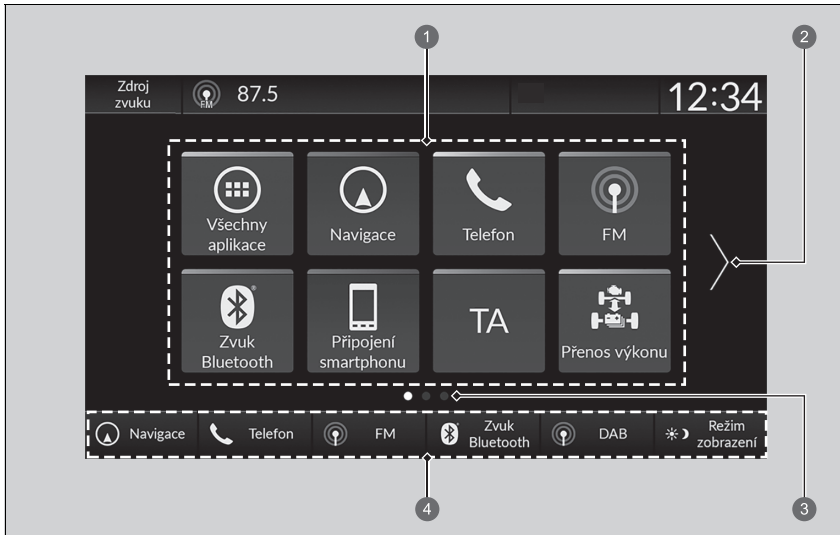 1
2
Zdroj
zvuku
FM
87.5
12:34
Všechny
aplikace
Navigace
Telefon
FM
Zvuk
Bluetooth
Připojení
smartphonu
TA
Přenos výkonu
Navigace
Telefon
FM
Zvuk
Bluetooth
DAB
Režim
zobrazení
4
3